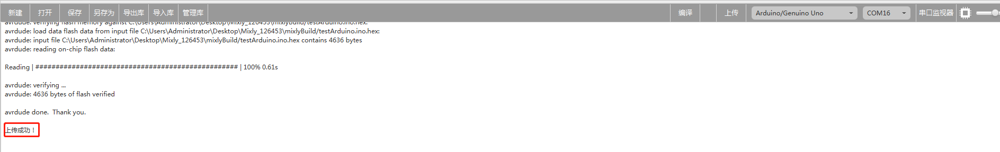 新建 打开 保存 另存为 导出库 导入库 管理库 编译 上传 Arduino/Genuino Uno COM16 串口监视器
avrdude: verifying flash memory against C:\Users\Administrator\Desktop\Mixly_126453\mixlyBuild/testArduino.ino.hex:
avrdude: load data flash data from input file C:\Users\Administrator\Desktop\Mixly_126453\mixlyBuild/testArduino.ino.hex:
avrdude: input file C:\Users\Administrator\Desktop\Mixly_126453\mixlyBuild/testArduino.ino.hex contains 4636 bytes
avrdude: reading on-chip flash data:
Reading | ################################################## | 100% 0.61s
avrdude: verifying ...
avrdude: 4636 bytes of flash verified
avrdude done.  Thank you.
上传成功！